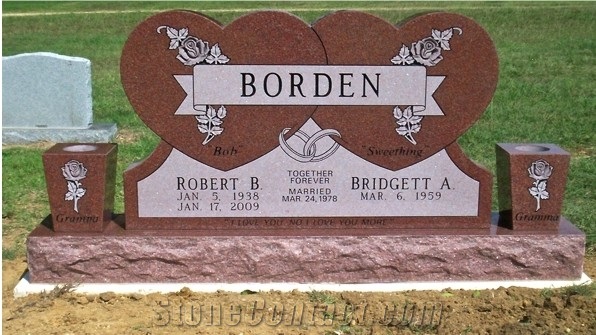 BORDEN
"Bob" "Sweetthing"
ROBERT B.
JAN. 5, 1938
JAN. 17, 2009
TOGETHER
FOREVER
MARRIED
MAR. 24, 1978
BRIDGETT A.
MAR. 6, 1959
I LOVE YOU, NO I LOVE YOU MORE
Gramma
Gramma
StoneContact.com